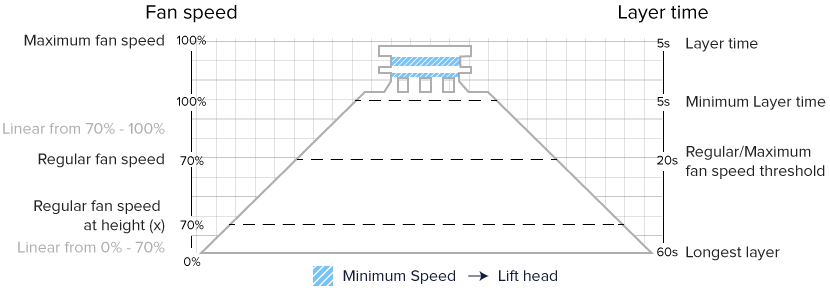 Fan speed
Layer time
Maximum fan speed 100% 5s Layer time
100% 5s Minimum Layer time
Linear from 70% - 100%
Regular fan speed 70% 20s Regular/Maximum
fan speed threshold
Regular fan speed
at height (x) 70%
Linear from 0% - 70%
0% 60s Longest layer
Minimum Speed → Lift head